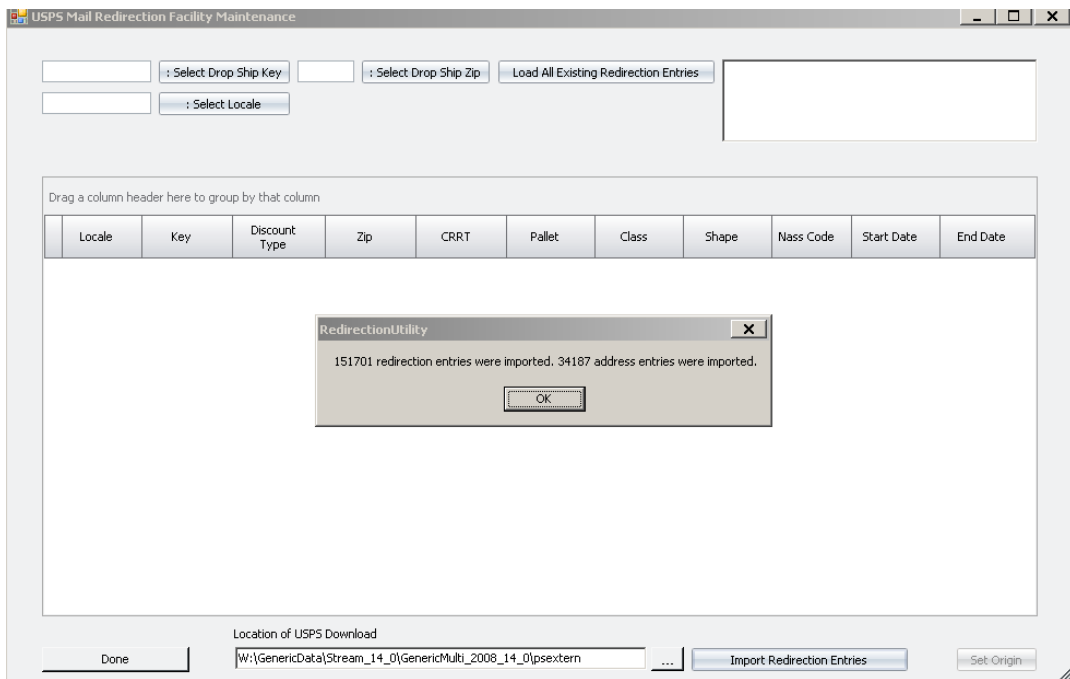 USPS Mail Redirection Facility Maintenance
: Select Drop Ship Key
: Select Drop Ship Zip
Load All Existing Redirection Entries
: Select Locale
Drag a column header here to group by that column
Locale
Key
Discount
Type
Zip
CRRT
Pallet
Class
Shape
Nass Code
Start Date
End Date
RedirectionUtility
151701 redirection entries were imported. 34187 address entries were imported.
OK
Location of USPS Download
Done
W:\GenericData\Stream_14_0\GenericMulti_2008_14_0\psextern
...
Import Redirection Entries
Set Origin